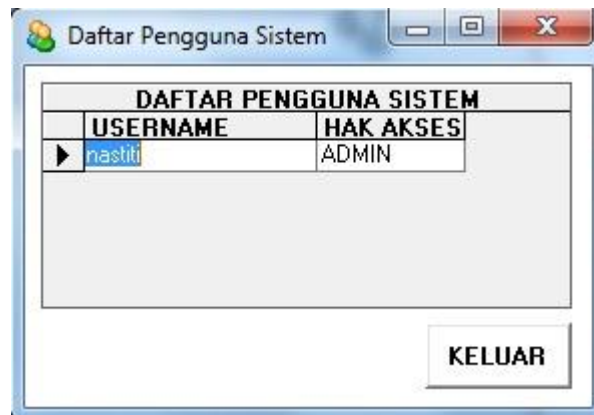 Daftar Pengguna Sistem
DAFTAR PENGGUNA SISTEM
USERNAME HAK AKSES
nastiti ADMIN
KELUAR